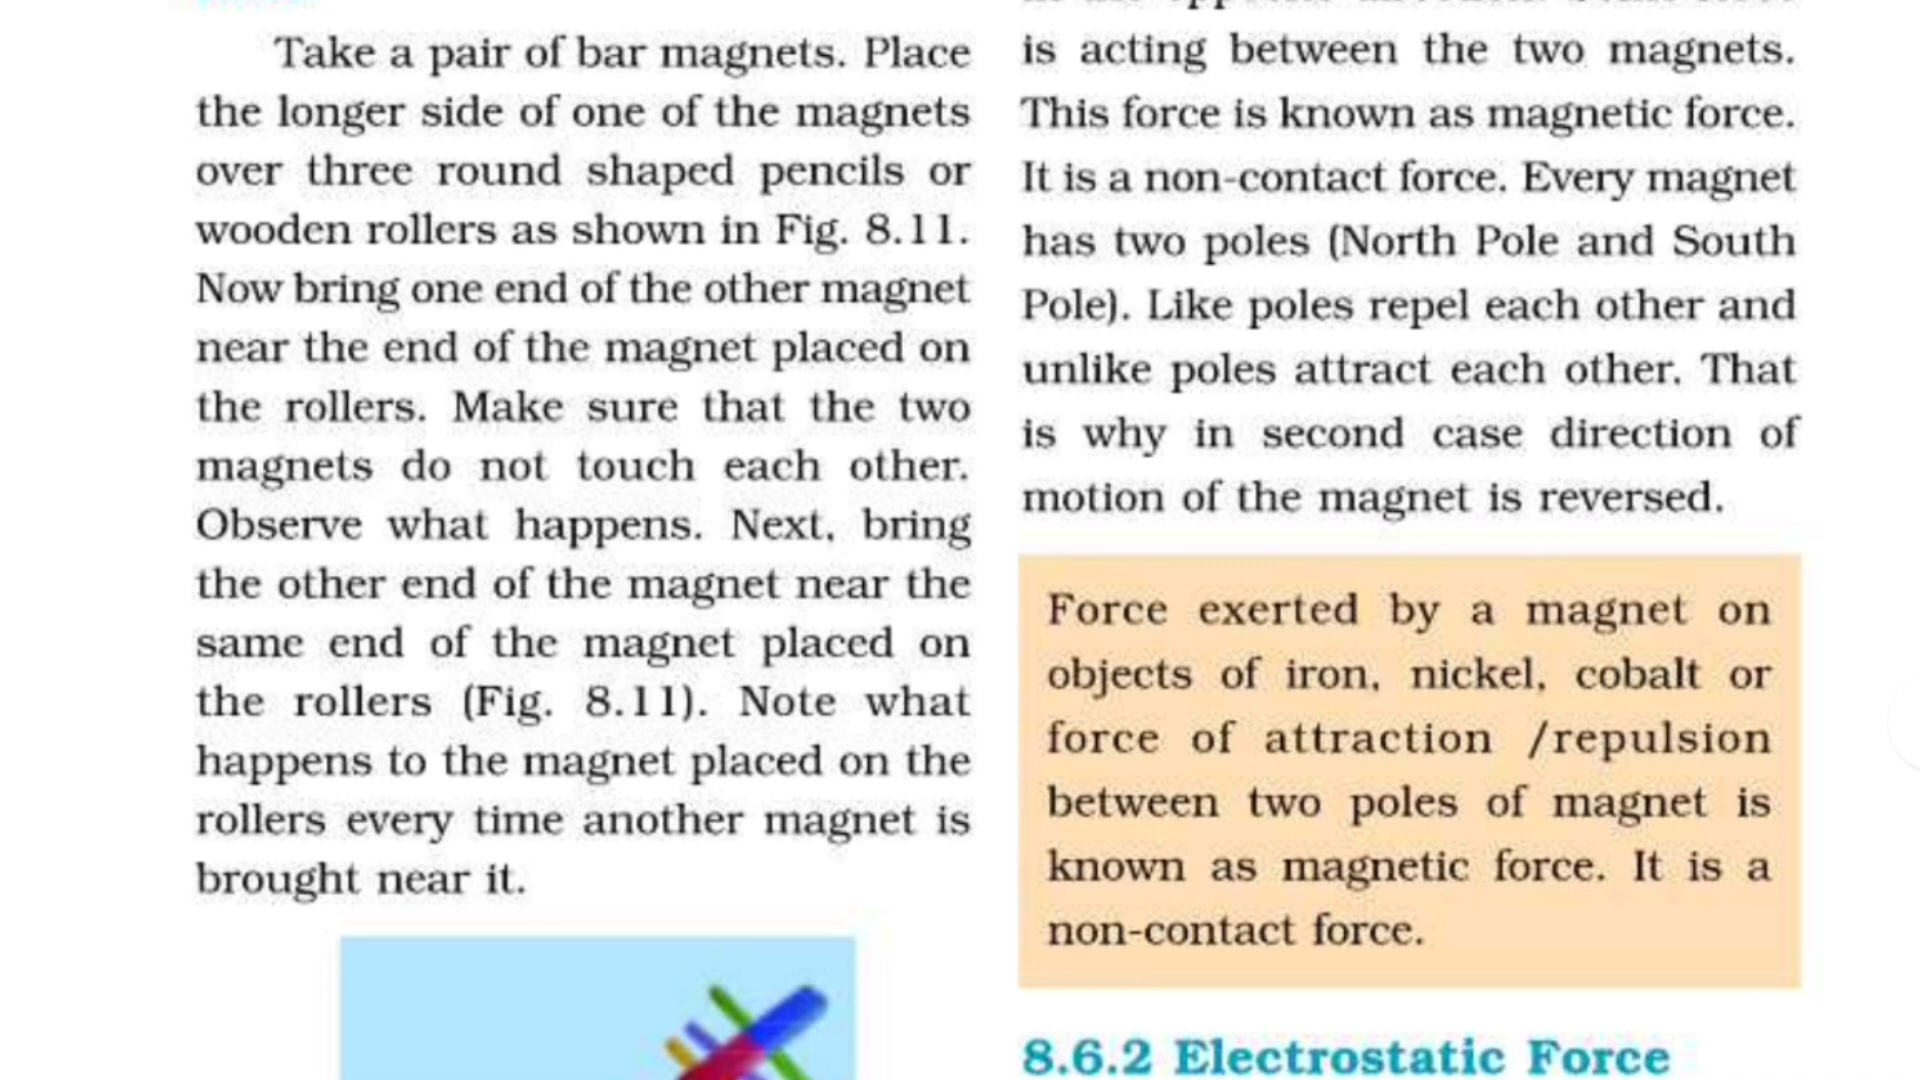 Take a pair of bar magnets. Place
the longer side of one of the magnets
over three round shaped pencils or
wooden rollers as shown in Fig. 8.11.
Now bring one end of the other magnet
near the end of the magnet placed on
the rollers. Make sure that the two
magnets do not touch each other.
Observe what happens. Next, bring
the other end of the magnet near the
same end of the magnet placed on
the rollers (Fig. 8.11). Note what
happens to the magnet placed on the
rollers every time another magnet is
brought near it.
is acting between the two magnets.
This force is known as magnetic force.
It is a non-contact force. Every magnet
has two poles (North Pole and South
Pole). Like poles repel each other and
unlike poles attract each other. That
is why in second case direction of
motion of the magnet is reversed.
Force exerted by a magnet on
objects of iron, nickel, cobalt or
force of attraction /repulsion
between two poles of magnet is
known as magnetic force. It is a
non-contact force.
8.6.2 Electrostatic Force